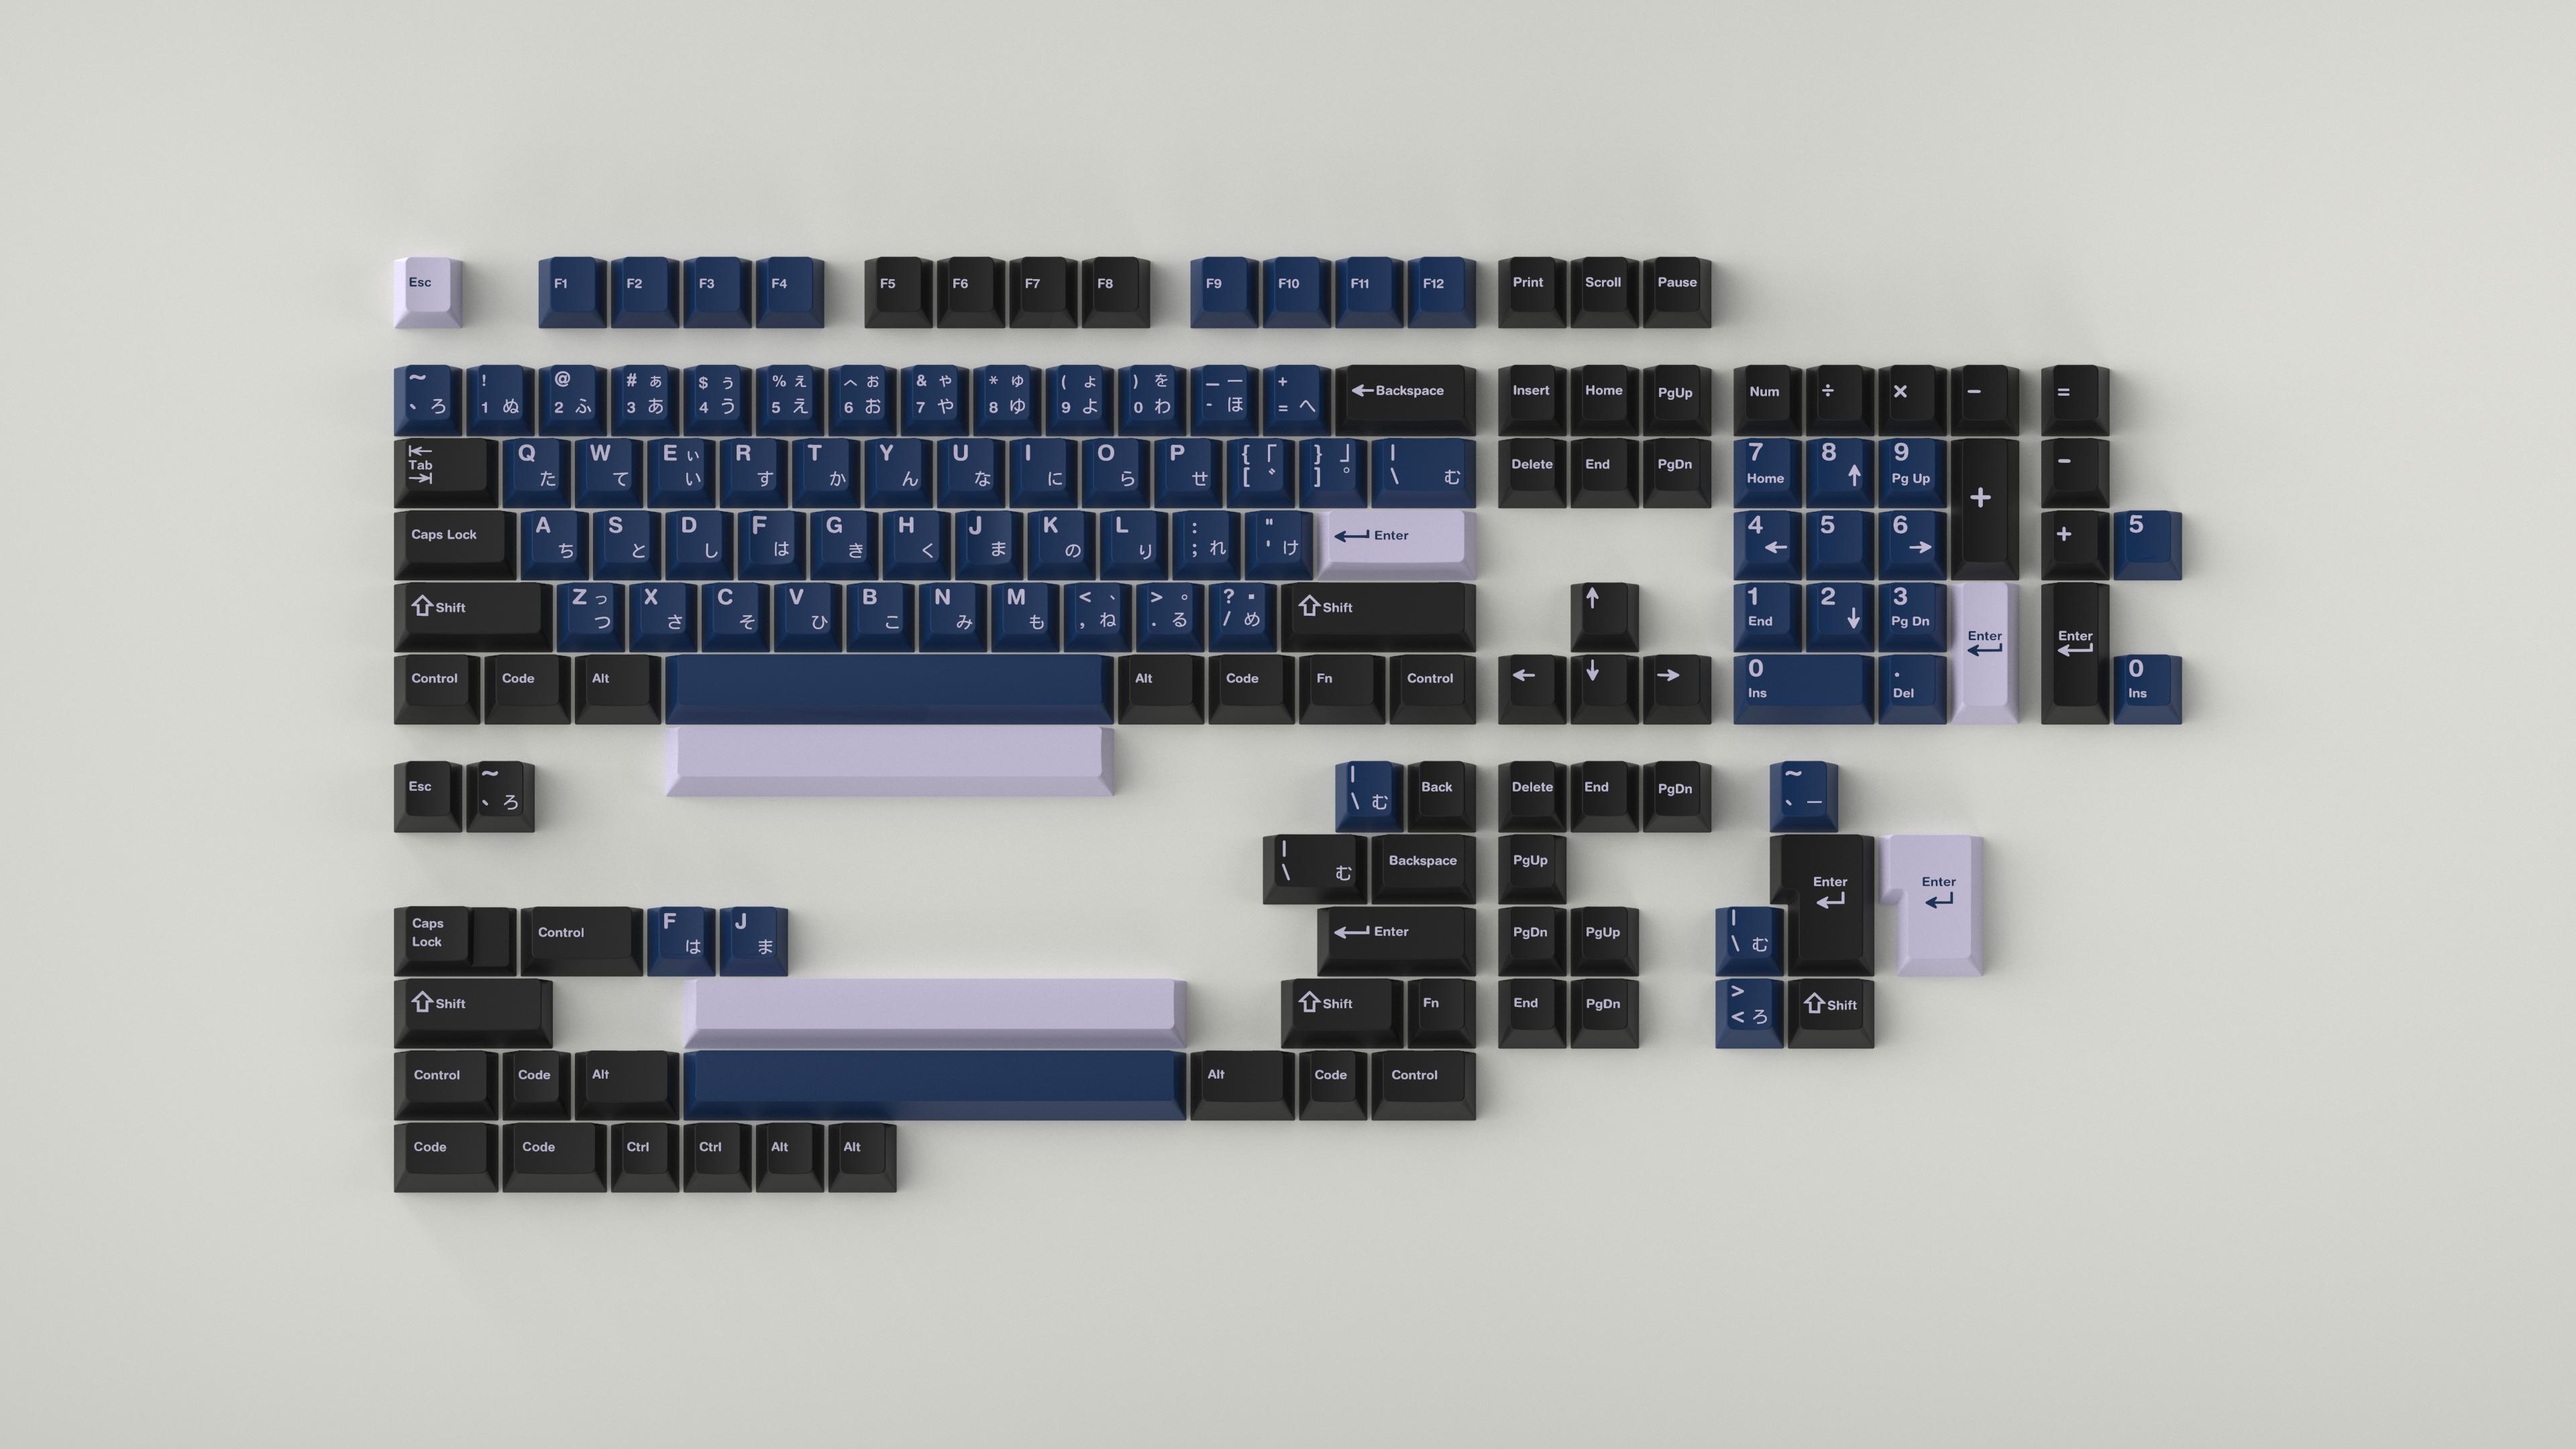 Esc F1 F2 F3 F4 F5 F6 F7 F8 F9 F10 F11 F12 Print Scroll Pause
~ ! @ # ぁ $ ぅ % ぇ ^ ぉ & ゃ * ゅ ( ょ ) を _ ー + ← Backspace Insert Home PgUp Num ÷ × − =
、 ろ 1 ぬ 2 ふ 3 あ 4 う 5 え 6 お 7 や 8 ゆ 9 よ 0 わ - ほ = へ
Tab Q W E ぃ R T Y U I O P { 「 } 」 | Delete End PgDn 7 8 9 + -
た て い す か ん な に ら せ [ ゛ ] ゜ \ む Home ↑ Pg Up
Caps Lock A S D F G H J K L : " Enter 4 5 6 + 5
ち と し は き く ま の り ; れ ' け ← →
Shift Z っ X C V B N M < 、 > 。 ? ・ Shift ↑ 1 2 3 Enter Enter
つ さ そ ひ こ み も , ね . る / め End ↓ Pg Dn
Control Code Alt Alt Code Fn Control ← ↓ → 0 . 0
Ins Del Ins
Esc ~ | Back Delete End PgDn ~
、 ろ \ む 、 ー
| Backspace PgUp Enter Enter
\ む
Caps Control F J Enter PgDn PgUp |
Lock は ま \ む
Shift Shift Fn End PgDn > Shift
< ろ
Control Code Alt Alt Code Control
Code Code Ctrl Ctrl Alt Alt